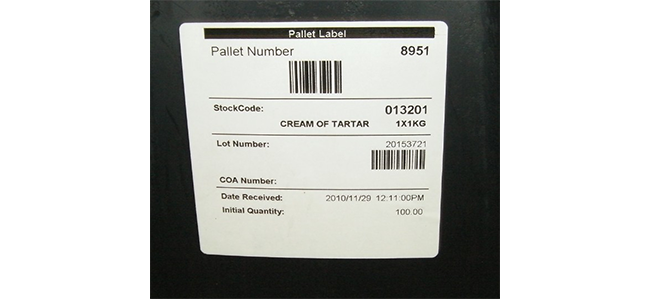 Pallet Label
Pallet Number 8951
StockCode: 013201
CREAM OF TARTAR 1X1KG
Lot Number: 20153721
COA Number:
Date Received: 2010/11/29 12:11:00PM
Initial Quantity: 100.00